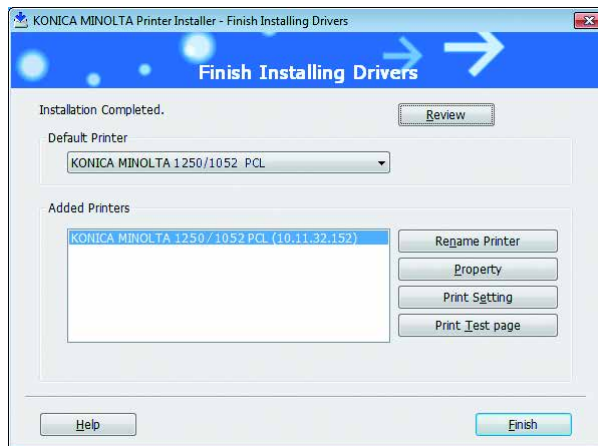 KONICA MINOLTA Printer Installer - Finish Installing Drivers
Finish Installing Drivers
Installation Completed.
Review
Default Printer
KONICA MINOLTA 1250/1052 PCL
Added Printers
KONICA MINOLTA 1250/1052 PCL (10.11.32.152)
Rename Printer
Property
Print Setting
Print Test page
Help
Finish